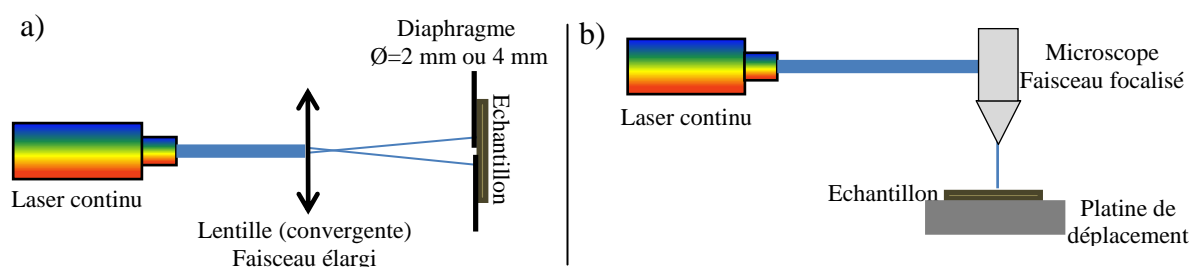 a)
Diaphragme
Ø=2 mm ou 4 mm
Echantillon
Laser continu
Lentille (convergente)
Faisceau élargi
b)
Microscope
Faisceau focalisé
Laser continu
Echantillon
Platine de
déplacement